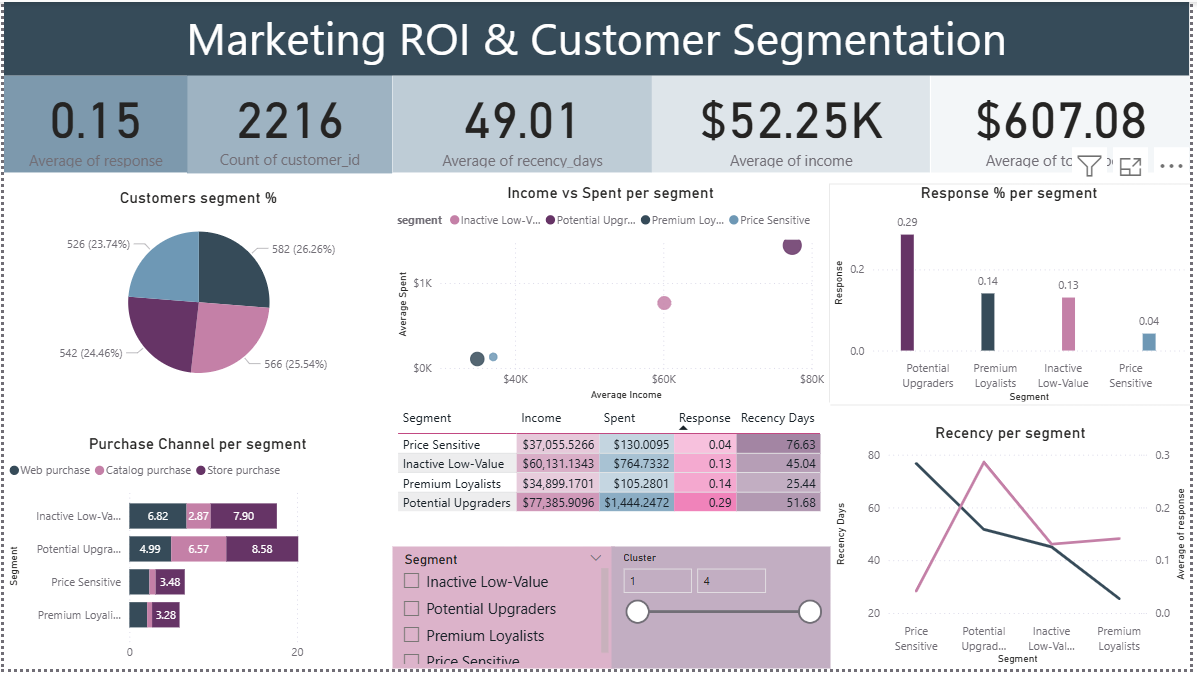 Marketing ROI & Customer Segmentation
0.15
Average of response
2216
Count of customer_id
49.01
Average of recency_days
$52.25K
Average of income
$607.08
Average of
Customers segment %
526 (23.74%)
582 (26.26%)
542 (24.46%)
566 (25.54%)
Income vs Spent per segment
segment Inactive Low-V... Potential Upgr... Premium Loy... Price Sensitive
Average Spent
$1K
$0K
$40K $60K $80K
Average Income
Response % per segment
Response
0.2
0.0
0.29
0.14
0.13
0.04
Potential Upgraders
Premium Loyalists
Inactive Low-Value
Price Sensitive
Segment
Purchase Channel per segment
Web purchase Catalog purchase Store purchase
Segment
Inactive Low-Va... 6.82 2.87 7.90
Potential Upgra... 4.99 6.57 8.58
Price Sensitive 3.48
Premium Loyali... 3.28
0 20
Segment Income Spent Response Recency Days
Price Sensitive $37,055.5266 $130.0095 0.04 76.63
Inactive Low-Value $60,131.1343 $764.7332 0.13 45.04
Premium Loyalists $34,899.1701 $105.2801 0.14 25.44
Potential Upgraders $77,385.9096 $1,444.2472 0.29 51.68
Segment
Inactive Low-Value
Potential Upgraders
Premium Loyalists
Price Sensitive
Cluster
1 4
Recency per segment
Recency Days
80
60
40
20
0.3
0.2
0.1
0.0
Average of response
Price Sensitive
Potential Upgrad...
Inactive Low-Val...
Premium Loyalists
Segment